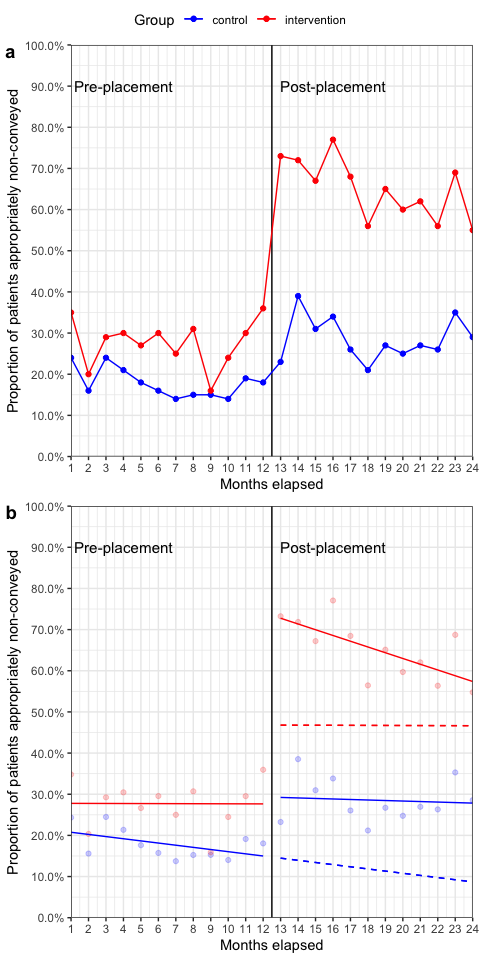 Group control intervention
a
Proportion of patients appropriately non-conveyed
100.0%
90.0%
80.0%
70.0%
60.0%
50.0%
40.0%
30.0%
20.0%
10.0%
0.0%
Pre-placement Post-placement
1 2 3 4 5 6 7 8 9 10 11 12 13 14 15 16 17 18 19 20 21 22 23 24
Months elapsed
b
Proportion of patients appropriately non-conveyed
100.0%
90.0%
80.0%
70.0%
60.0%
50.0%
40.0%
30.0%
20.0%
10.0%
0.0%
Pre-placement Post-placement
1 2 3 4 5 6 7 8 9 10 11 12 13 14 15 16 17 18 19 20 21 22 23 24
Months elapsed